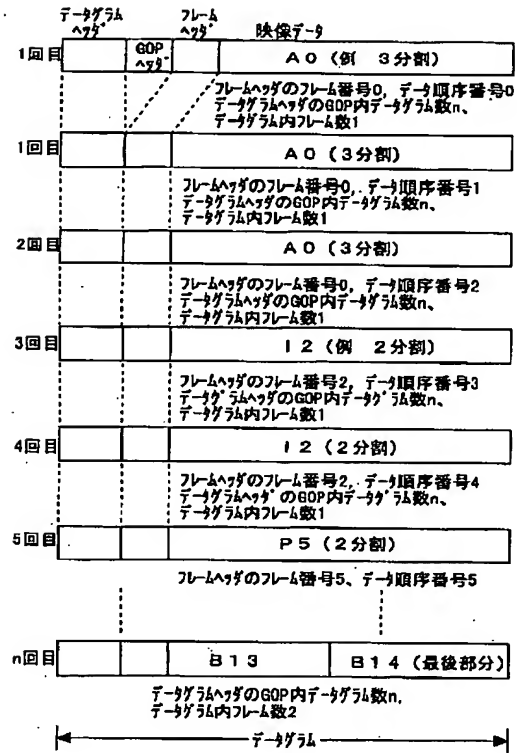 データグラム
ヘッダ
フレーム
ヘッダ
映像データ
1回目
GOP
ヘッダ
A0(例 3分割)
フレームヘッダのフレーム番号0, データ順序番号0
データグラムヘッダのGOP内データグラム数n、
データグラム内フレーム数1
1回目
A0(3分割)
フレームヘッダのフレーム番号0, データ順序番号1
データグラムヘッダのGOP内データグラム数n、
データグラム内フレーム数1
2回目
A0(3分割)
フレームヘッダのフレーム番号0, データ順序番号2
データグラムヘッダのGOP内データグラム数n、
データグラム内フレーム数1
3回目
I2(例 2分割)
フレームヘッダのフレーム番号2, データ順序番号3
データグラムヘッダのGOP内データグラム数n、
データグラム内フレーム数1
4回目
I2(2分割)
フレームヘッダのフレーム番号2, データ順序番号4
データグラムヘッダのGOP内データグラム数n、
データグラム内フレーム数1
5回目
P5(2分割)
フレームヘッダのフレーム番号5、データ順序番号5
n回目
B13
B14(最後部分)
データグラムヘッダのGOP内データグラム数n,
データグラム内フレーム数2
データグラム